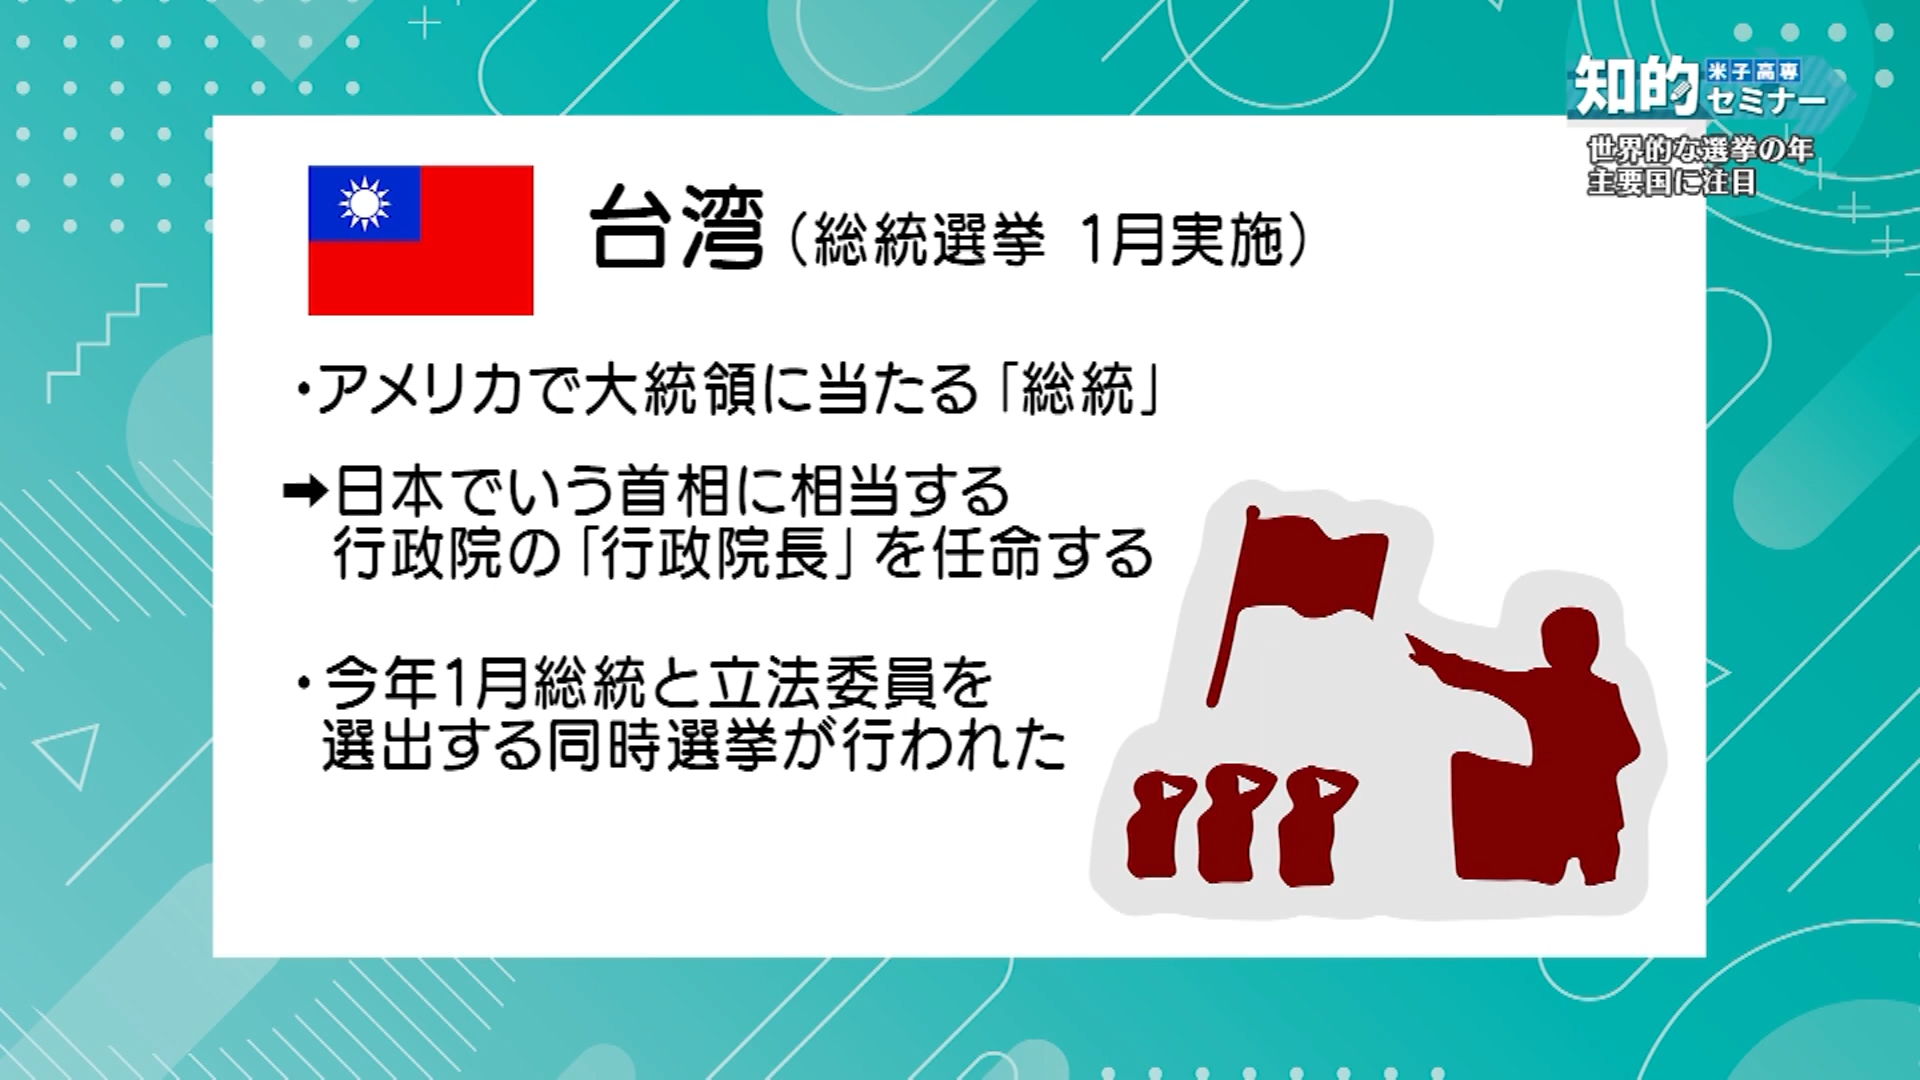 知的 米子高専 セミナー
世界的な選挙の年
主要国に注目
台湾（総統選挙 1月実施）
・アメリカで大統領に当たる「総統」
➡日本でいう首相に相当する
行政院の「行政院長」を任命する
・今年1月総統と立法委員を
選出する同時選挙が行われた